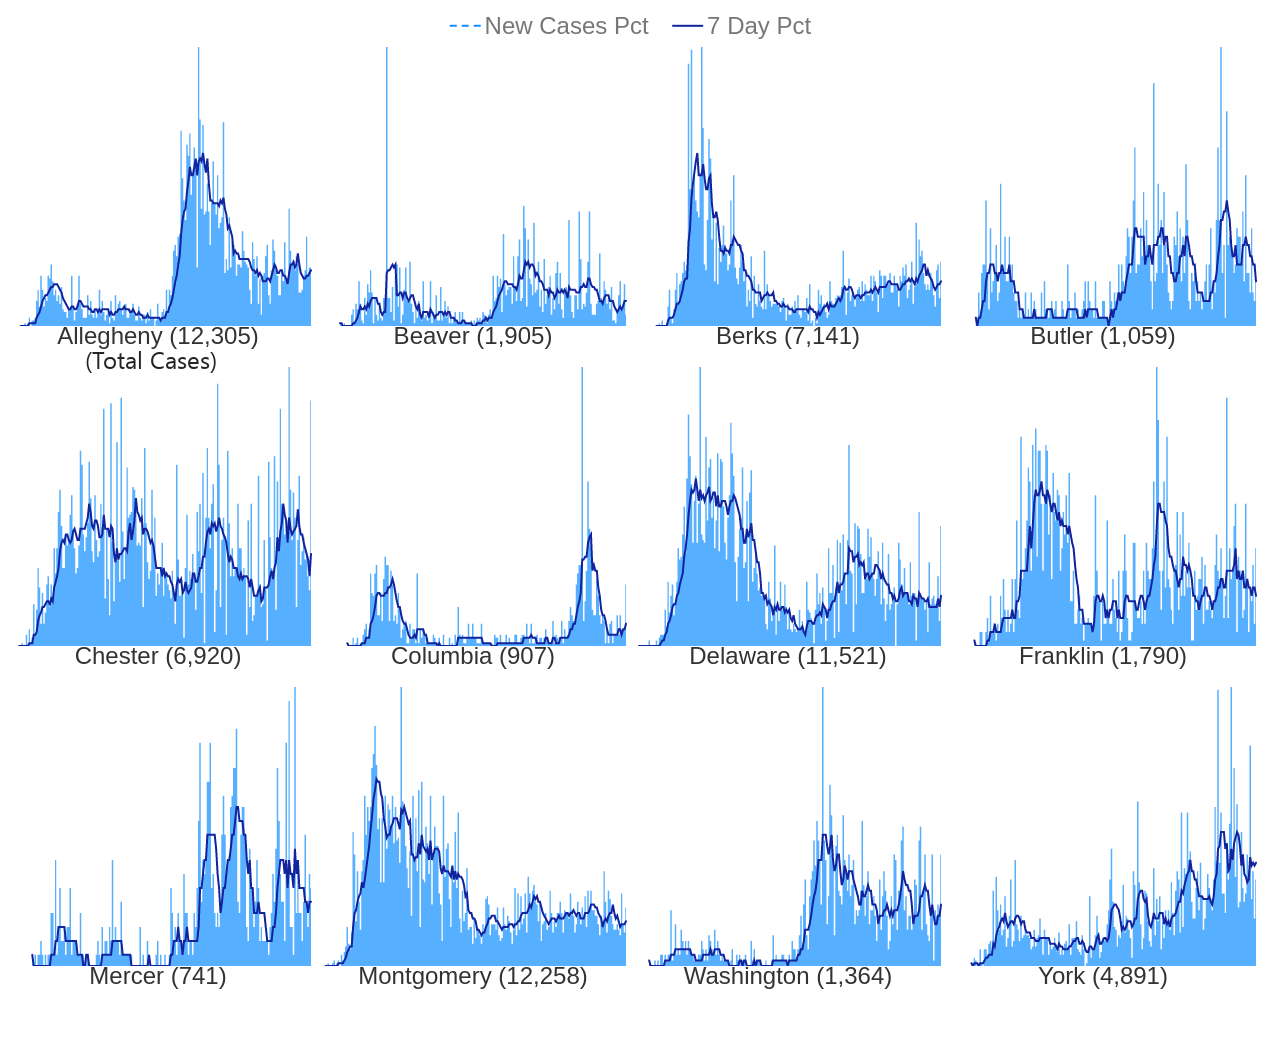 New Cases Pct 7 Day Pct
Allegheny (12,305) Beaver (1,905) Berks (7,141) Butler (1,059)
(Total Cases)
Chester (6,920) Columbia (907) Delaware (11,521) Franklin (1,790)
Mercer (741) Montgomery (12,258) Washington (1,364) York (4,891)